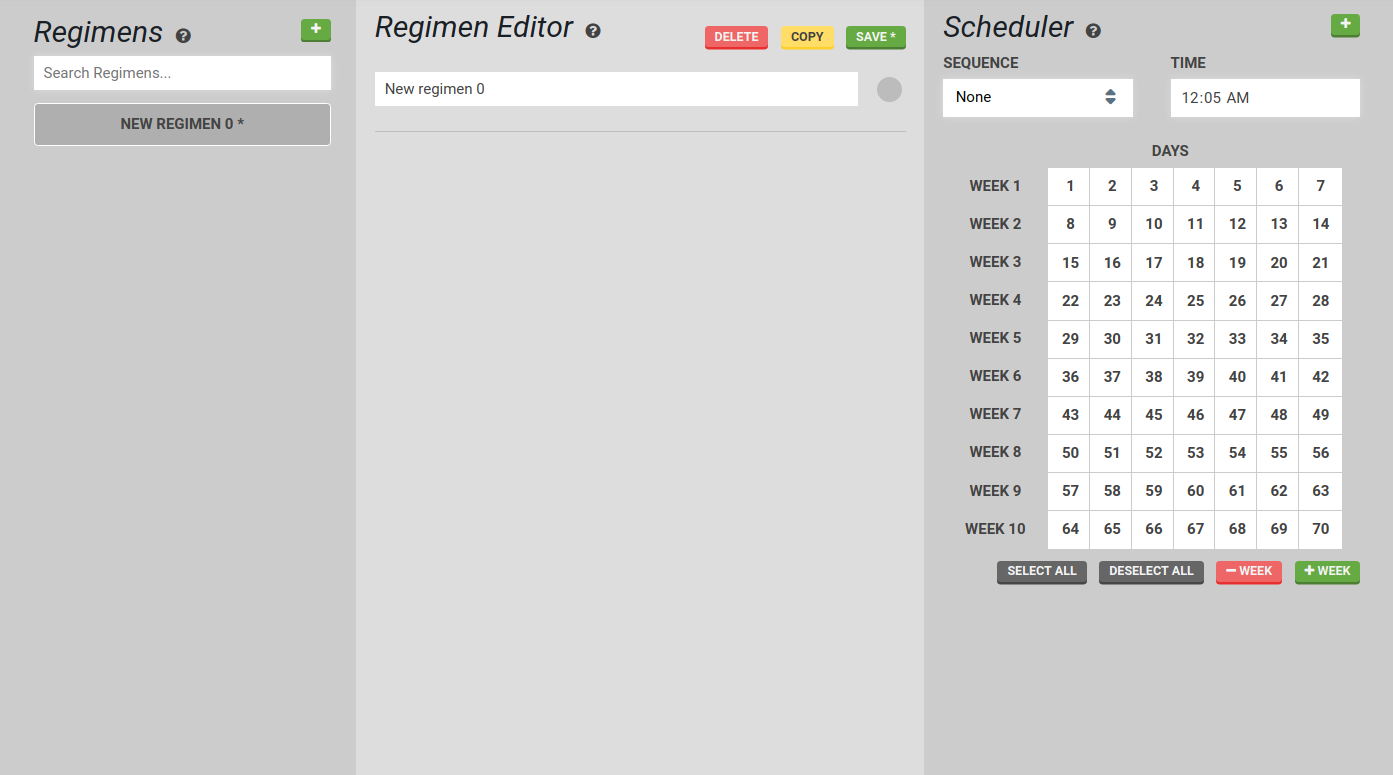 Regimens
Search Regimens...
NEW REGIMEN 0 *
Regimen Editor
DELETE COPY SAVE *
New regimen 0
Scheduler
SEQUENCE TIME
None 12:05 AM
DAYS
WEEK 1 1 2 3 4 5 6 7
WEEK 2 8 9 10 11 12 13 14
WEEK 3 15 16 17 18 19 20 21
WEEK 4 22 23 24 25 26 27 28
WEEK 5 29 30 31 32 33 34 35
WEEK 6 36 37 38 39 40 41 42
WEEK 7 43 44 45 46 47 48 49
WEEK 8 50 51 52 53 54 55 56
WEEK 9 57 58 59 60 61 62 63
WEEK 10 64 65 66 67 68 69 70
SELECT ALL DESELECT ALL − WEEK + WEEK